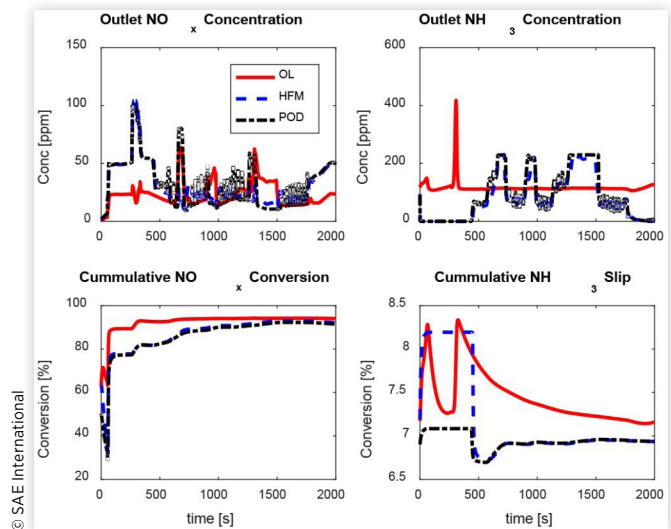 Outlet NO x Concentration
Outlet NH 3 Concentration
150
100
50
0
Conc [ppm]
OL
HFM
POD
0 500 1000 1500 2000
600
400
200
0
Conc [ppm]
0 500 1000 1500 2000
Cummulative NO x Conversion
Cummulative NH 3 Slip
100
80
60
40
20
Conversion [%]
0 500 1000 1500 2000
time [s]
8.5
8
7.5
7
6.5
Conversion [%]
0 500 1000 1500 2000
time [s]
© SAE International